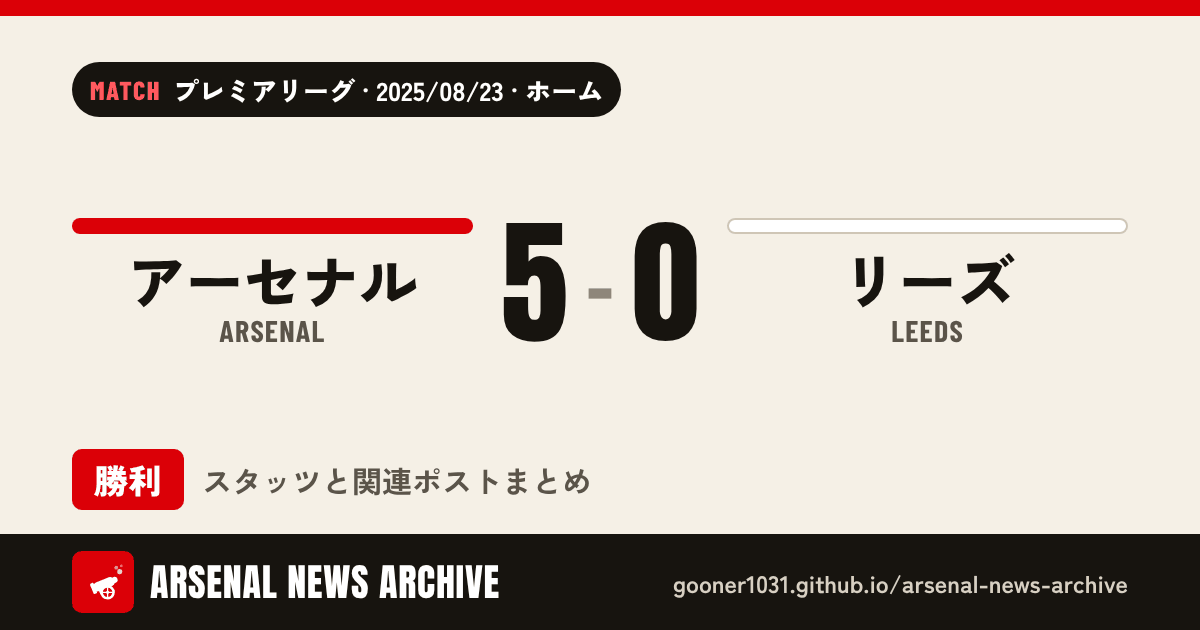 MATCH プレミアリーグ · 2025/08/23 · ホーム
アーセナル 5 - 0 リーズ
ARSENAL LEEDS
勝利 スタッツと関連ポストまとめ
ARSENAL NEWS ARCHIVE gooner1031.github.io/arsenal-news-archive